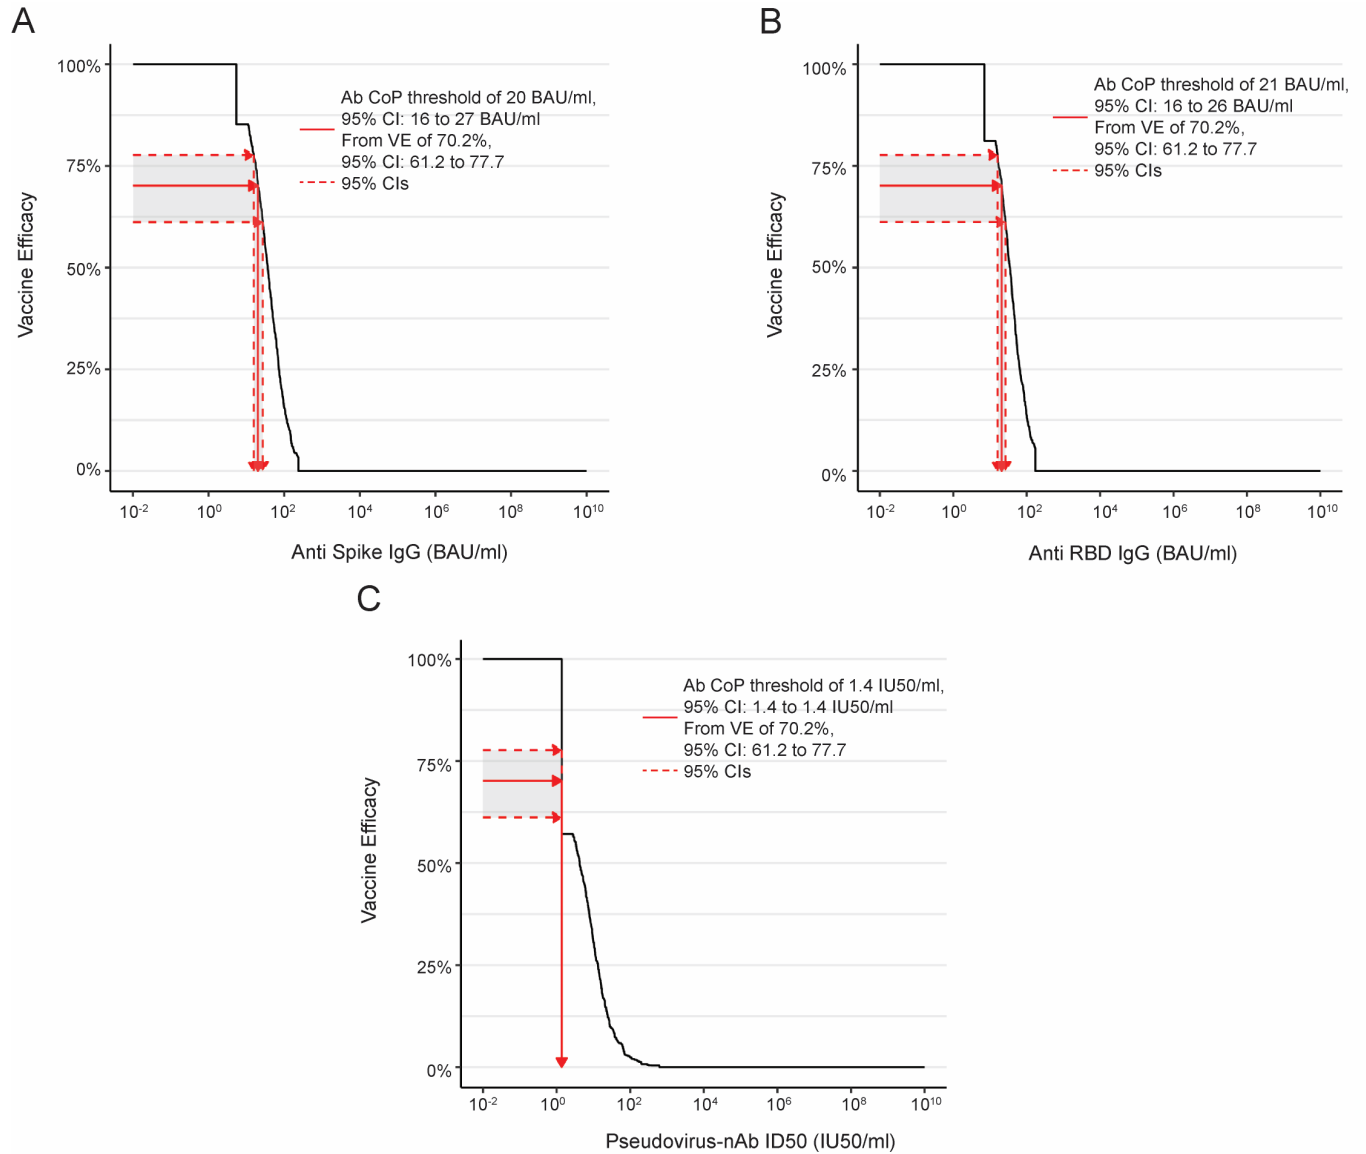 A
Vaccine Efficacy
100%
75%
50%
25%
0%
Ab CoP threshold of 20 BAU/ml,
95% CI: 16 to 27 BAU/ml
From VE of 70.2%,
95% CI: 61.2 to 77.7
95% CIs
10-2 100 102 104 106 108 1010
Anti Spike IgG (BAU/ml)
B
Vaccine Efficacy
100%
75%
50%
25%
0%
Ab CoP threshold of 21 BAU/ml,
95% CI: 16 to 26 BAU/ml
From VE of 70.2%,
95% CI: 61.2 to 77.7
95% CIs
10-2 100 102 104 106 108 1010
Anti RBD IgG (BAU/ml)
C
Vaccine Efficacy
100%
75%
50%
25%
0%
Ab CoP threshold of 1.4 IU50/ml,
95% CI: 1.4 to 1.4 IU50/ml
From VE of 70.2%,
95% CI: 61.2 to 77.7
95% CIs
10-2 100 102 104 106 108 1010
Pseudovirus-nAb ID50 (IU50/ml)